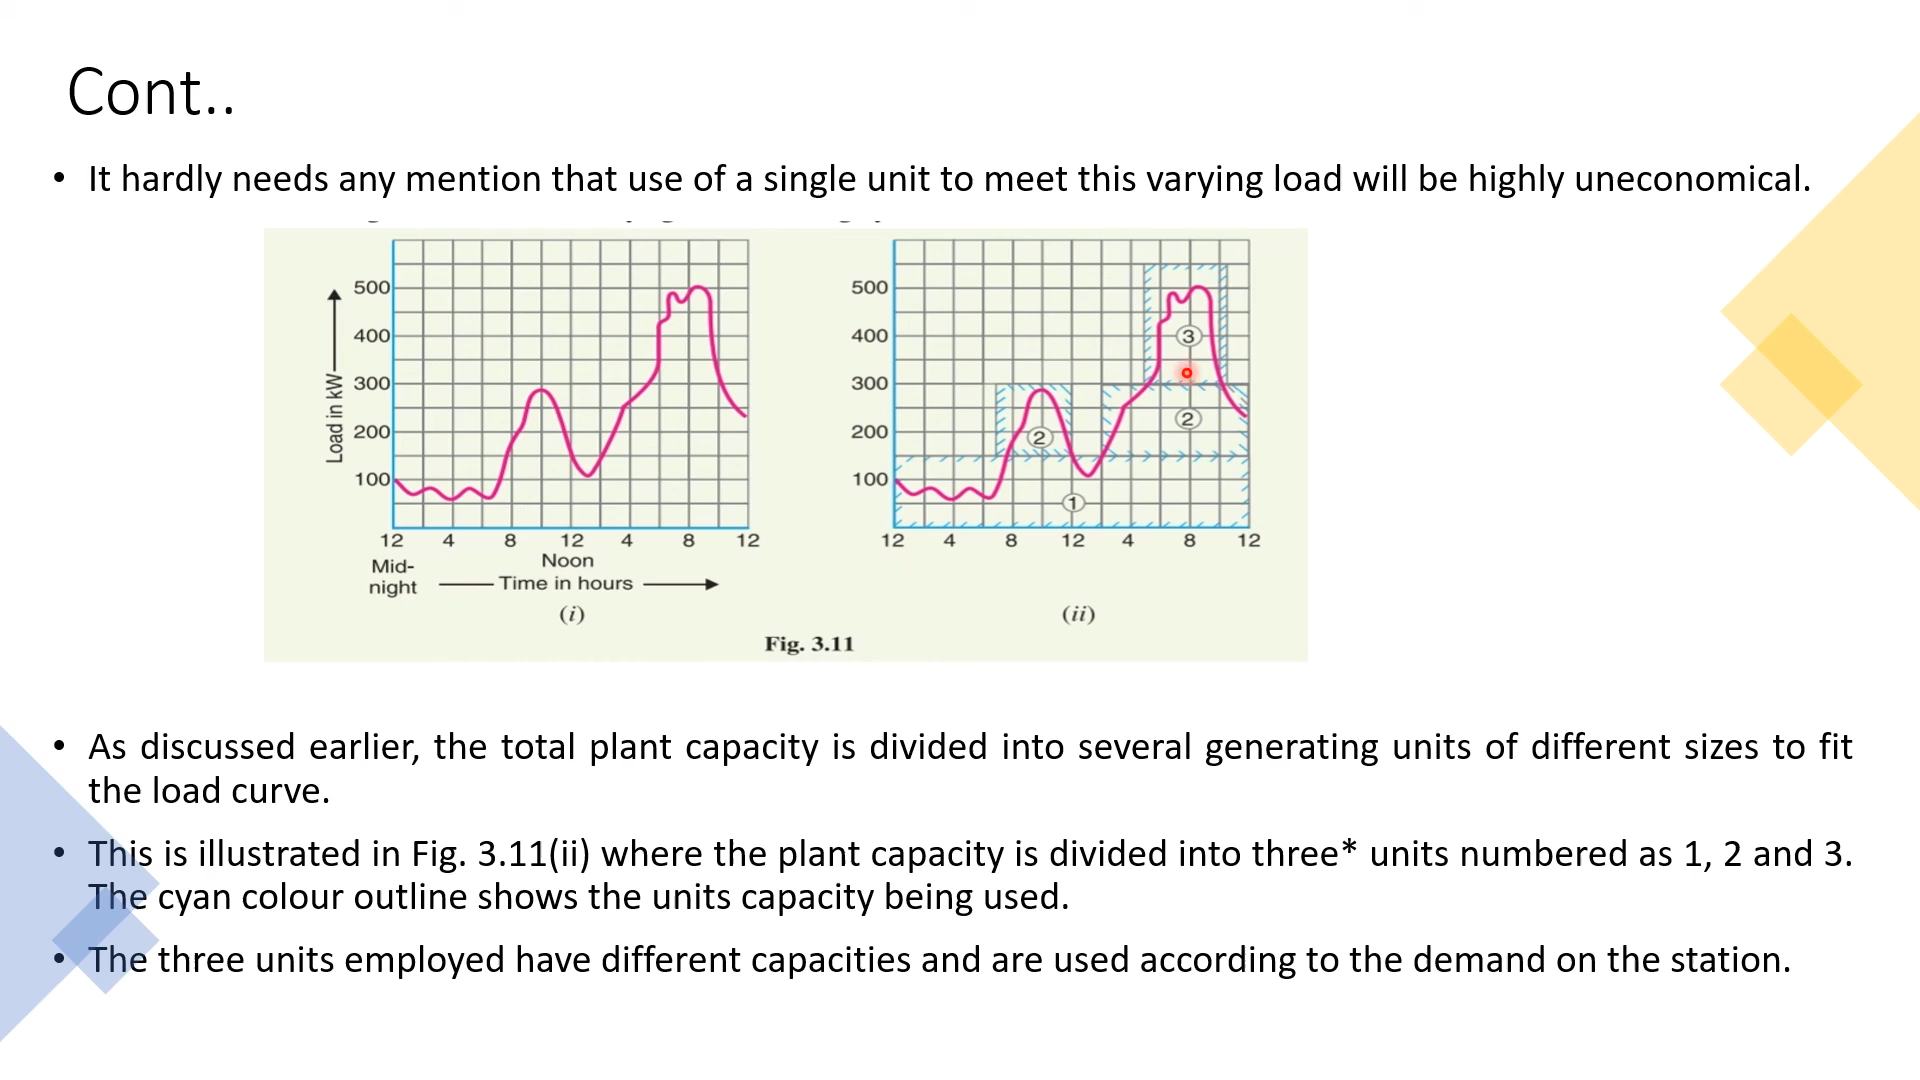 Cont..
• It hardly needs any mention that use of a single unit to meet this varying load will be highly uneconomical.
Load in kW
500
400
300
200
100
12 4 8 12 4 8 12
Mid-
night
Noon
Time in hours
(i)
500
400
300
200
100
3
2
2
1
12 4 8 12 4 8 12
(ii)
Fig. 3.11
• As discussed earlier, the total plant capacity is divided into several generating units of different sizes to fit
the load curve.
• This is illustrated in Fig. 3.11(ii) where the plant capacity is divided into three* units numbered as 1, 2 and 3.
The cyan colour outline shows the units capacity being used.
• The three units employed have different capacities and are used according to the demand on the station.